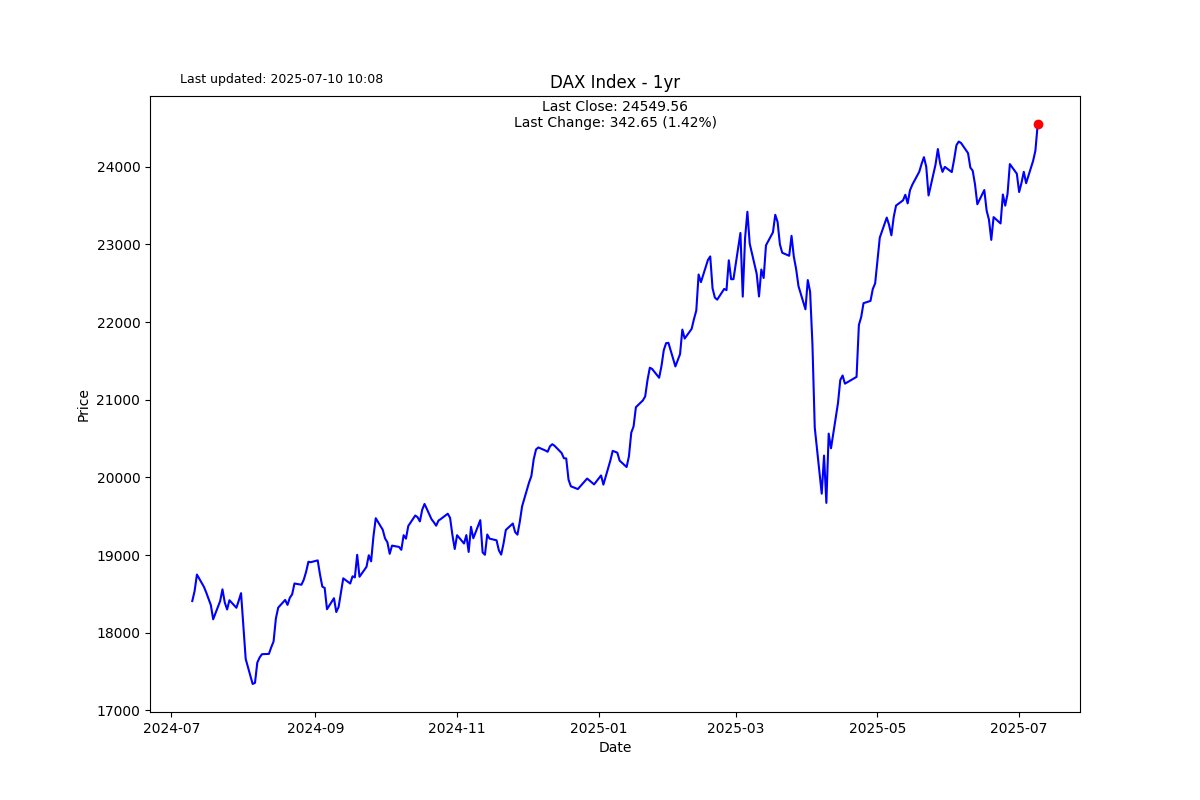 Last updated: 2025-07-10 10:08
DAX Index - 1yr
Last Close: 24549.56
Last Change: 342.65 (1.42%)
24000
23000
22000
21000
20000
19000
18000
17000
Price
2024-07
2024-09
2024-11
2025-01
2025-03
2025-05
2025-07
Date